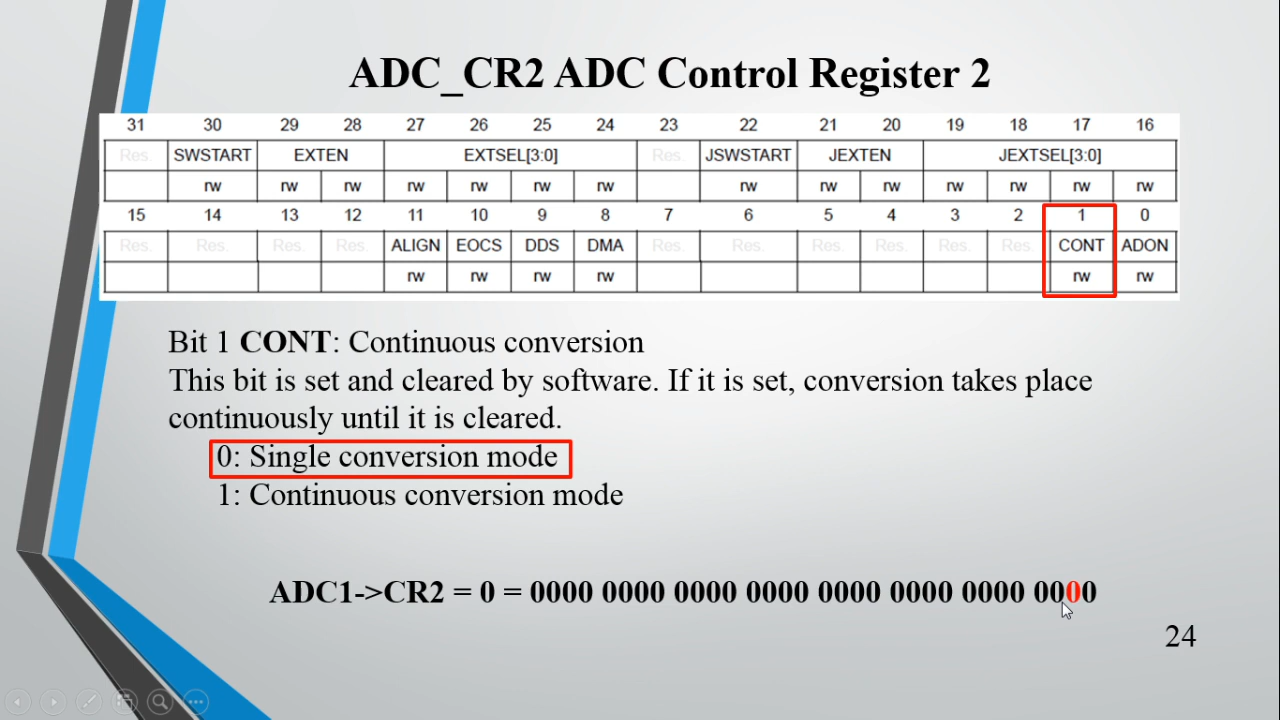 ADC_CR2 ADC Control Register 2
31 30 29 28 27 26 25 24 23 22 21 20 19 18 17 16
Res. SWSTART EXTEN EXTSEL[3:0] Res. JSWSTART JEXTEN JEXTSEL[3:0]
rw rw rw rw rw rw rw rw rw rw rw rw rw rw
15 14 13 12 11 10 9 8 7 6 5 4 3 2 1 0
Res. Res. Res. Res. ALIGN EOCS DDS DMA Res. Res. Res. Res. Res. Res. CONT ADON
rw rw rw rw rw rw
Bit 1 CONT: Continuous conversion
This bit is set and cleared by software. If it is set, conversion takes place
continuously until it is cleared.
0: Single conversion mode
1: Continuous conversion mode
ADC1->CR2 = 0 = 0000 0000 0000 0000 0000 0000 0000 0000
24